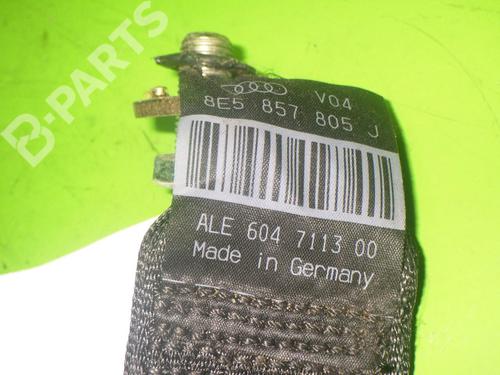 B-PARTS
V04
8E5 857 805 J
ALE 604 7113 00
Made in Germany